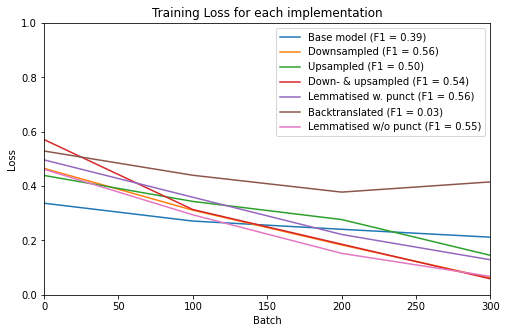 Training Loss for each implementation
Base model (F1 = 0.39)
Downsampled (F1 = 0.56)
Upsampled (F1 = 0.50)
Down- & upsampled (F1 = 0.54)
Lemmatised w. punct (F1 = 0.56)
Backtranslated (F1 = 0.03)
Lemmatised w/o punct (F1 = 0.55)
Loss
1.0
0.8
0.6
0.4
0.2
0.0
0
50
100
150
200
250
300
Batch